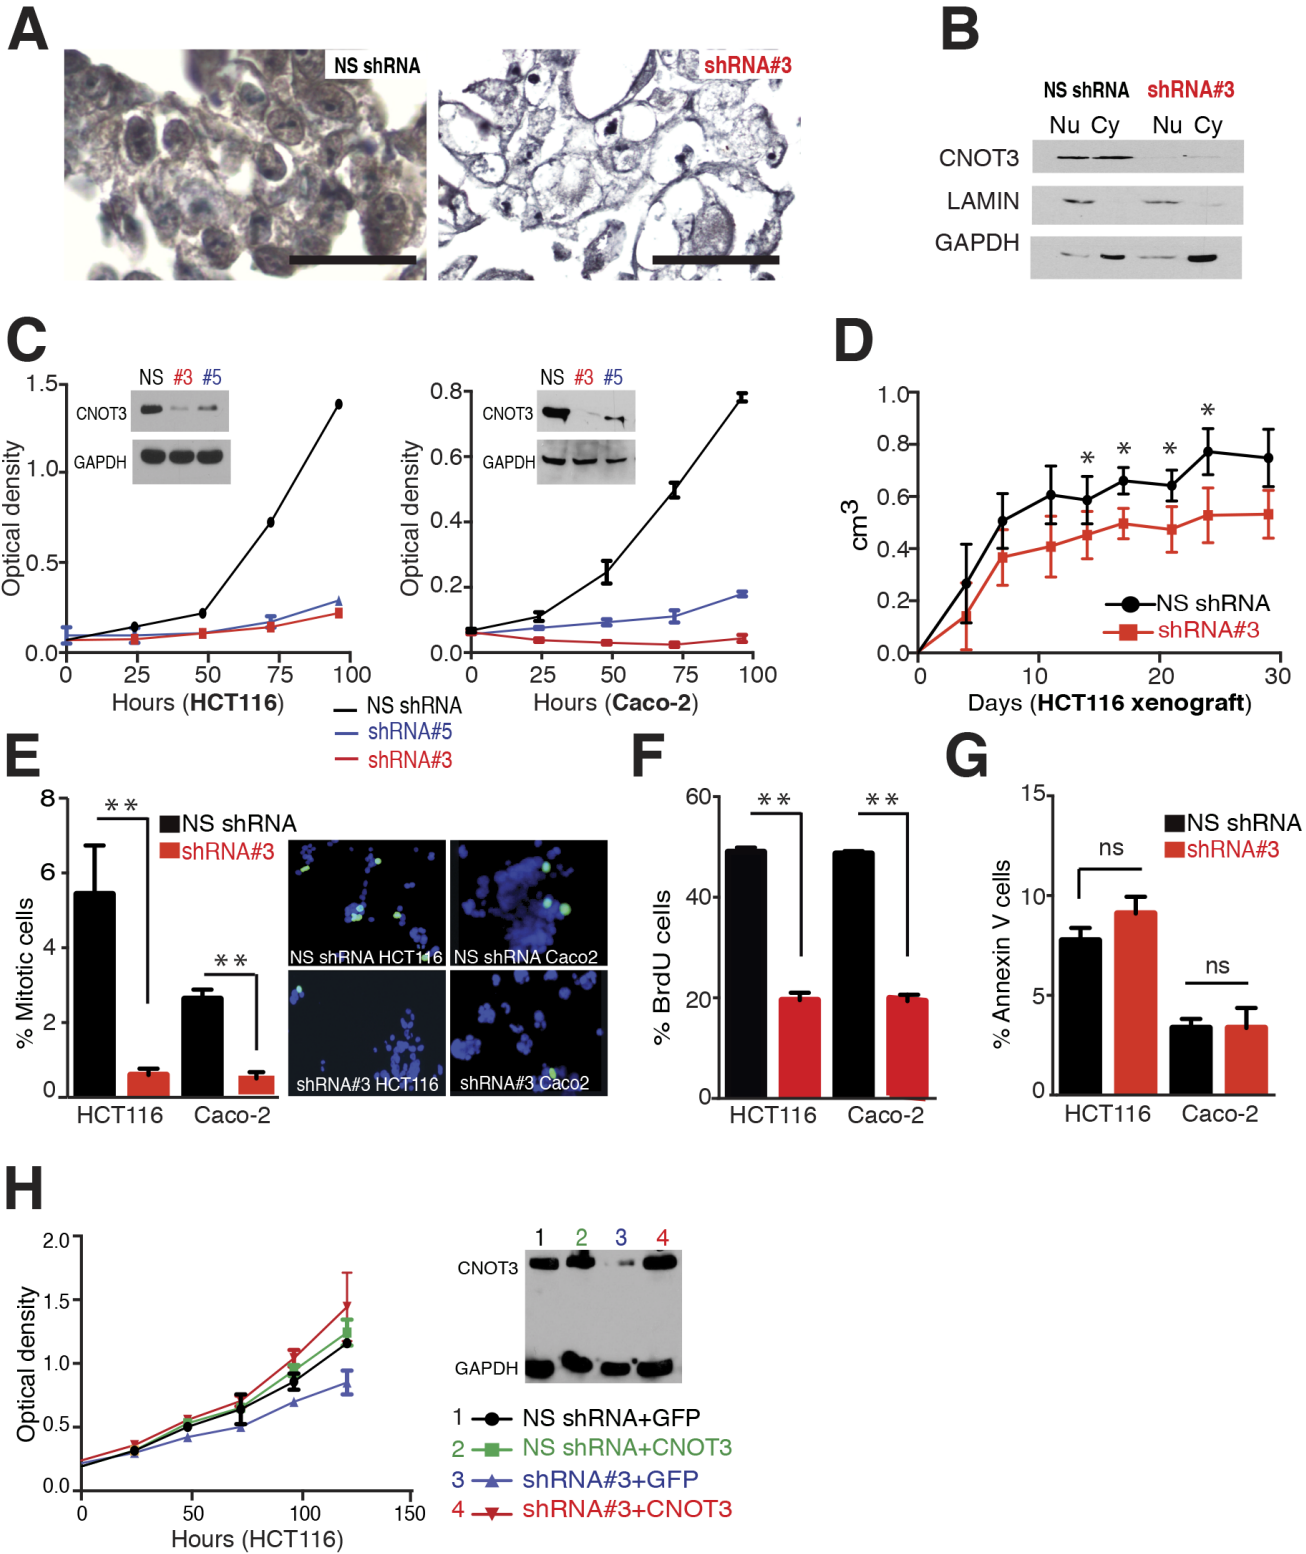 A
NS shRNA
shRNA#3
B
NS shRNA shRNA#3
Nu Cy Nu Cy
CNOT3
LAMIN
GAPDH
C
Optical density
1.5
1.0
0.5
0.0
NS #3 #5
CNOT3
GAPDH
0 25 50 75 100
Hours (HCT116)
Optical density
0.8
0.6
0.4
0.2
0.0
NS #3 #5
CNOT3
GAPDH
0 25 50 75 100
Hours (Caco-2)
NS shRNA
shRNA#5
shRNA#3
D
cm3
1.0
0.8
0.6
0.4
0.2
0.0
* * * *
NS shRNA
shRNA#3
0 10 20 30
Days (HCT116 xenograft)
E
% Mitotic cells
8
6
4
2
0
**
**
NS shRNA
shRNA#3
HCT116 Caco-2
NS shRNA HCT116
NS shRNA Caco2
shRNA#3 HCT116
shRNA#3 Caco2
F
% BrdU cells
60
40
20
0
** **
HCT116 Caco-2
G
% Annexin V cells
15
10
5
0
ns
ns
NS shRNA
shRNA#3
HCT116 Caco-2
H
Optical density
2.0
1.5
1.0
0.5
0.0
0 50 100 150
Hours (HCT116)
1 2 3 4
CNOT3
GAPDH
1 NS shRNA+GFP
2 NS shRNA+CNOT3
3 shRNA#3+GFP
4 shRNA#3+CNOT3